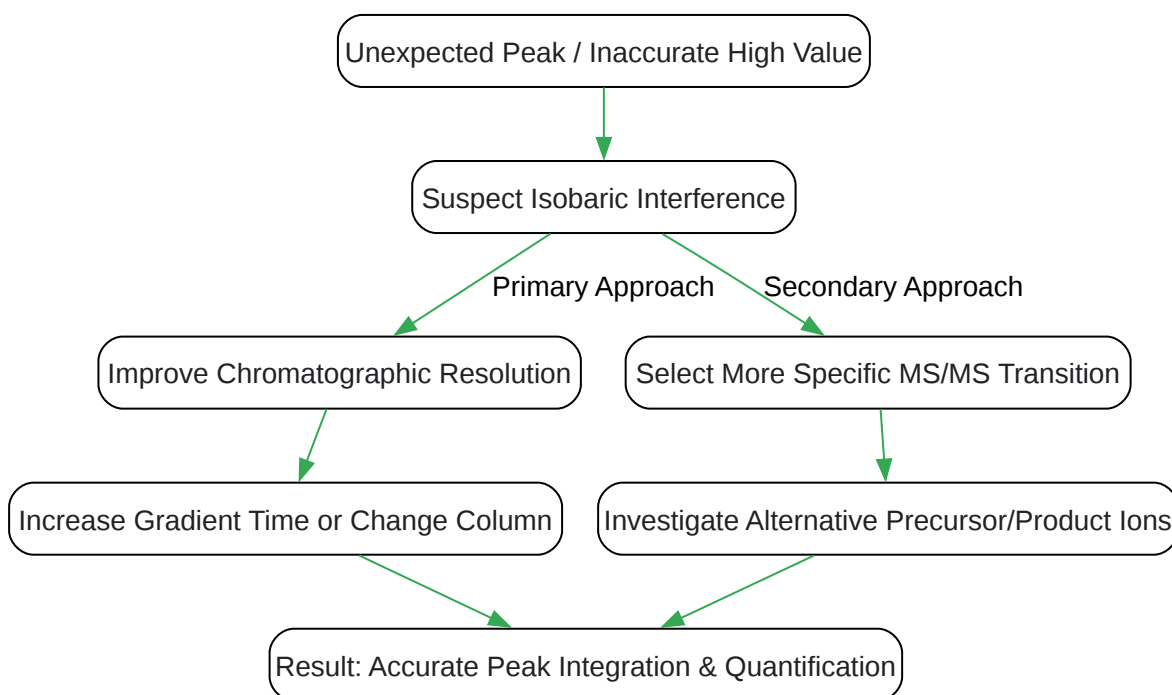 Unexpected Peak / Inaccurate High Value
Suspect Isobaric Interference
Primary Approach
Secondary Approach
Improve Chromatographic Resolution
Select More Specific MS/MS Transition
Increase Gradient Time or Change Column
Investigate Alternative Precursor/Product Ions
Result: Accurate Peak Integration & Quantification